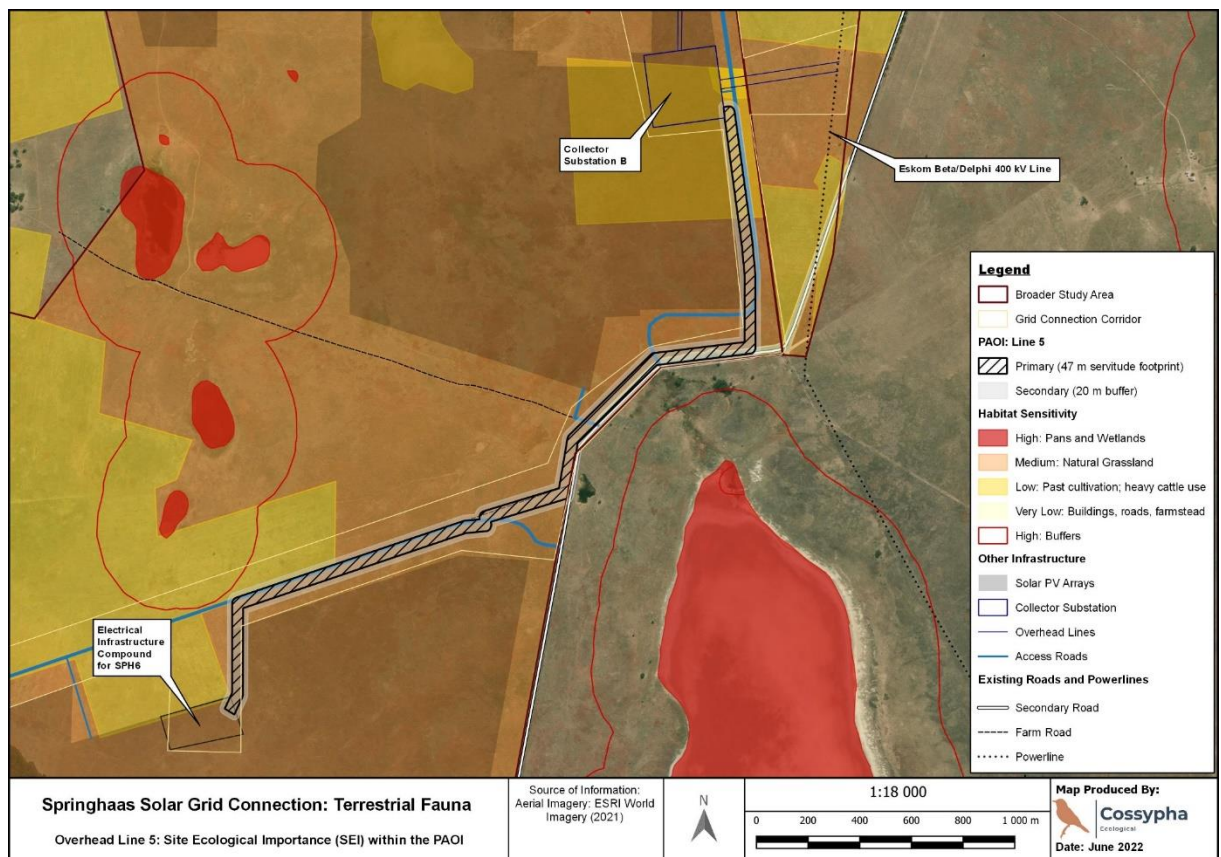 Collector
Substation B
Eskom Beta/Delphi 400 kV Line
Electrical
Infrastructure
Compound
for SPH6
Legend
Broader Study Area
Grid Connection Corridor
PAOI: Line 5
Primary (47 m servitude footprint)
Secondary (20 m buffer)
Habitat Sensitivity
High: Pans and Wetlands
Medium: Natural Grassland
Low: Past cultivation; heavy cattle use
Very Low: Buildings, roads, farmstead
High: Buffers
Other Infrastructure
Solar PV Arrays
Collector Substation
Overhead Lines
Access Roads
Existing Roads and Powerlines
Secondary Road
Farm Road
Powerline
Springhaas Solar Grid Connection: Terrestrial Fauna
Overhead Line 5: Site Ecological Importance (SEI) within the PAOI
Source of Information:
Aerial Imagery: ESRI World
Imagery (2021)
N
1:18 000
0 200 400 600 800 1 000 m
Map Produced By:
Cossypha
Ecological
Date: June 2022